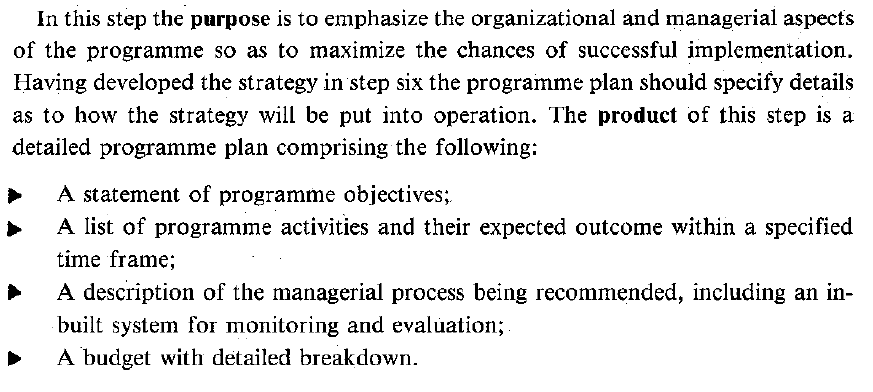 In this step the purpose is to emphasize the organizational and managerial aspects
of the programme so as to maximize the chances of successful implementation.
Having developed the strategy in step six the programme plan should specify details
as to how the strategy will be put into operation. The product of this step is a
detailed programme plan comprising the following:
▶ A statement of programme objectives;
▶ A list of programme activities and their expected outcome within a specified
time frame;
▶ A description of the managerial process being recommended, including an in-
built system for monitoring and evaluation;
▶ A budget with detailed breakdown.